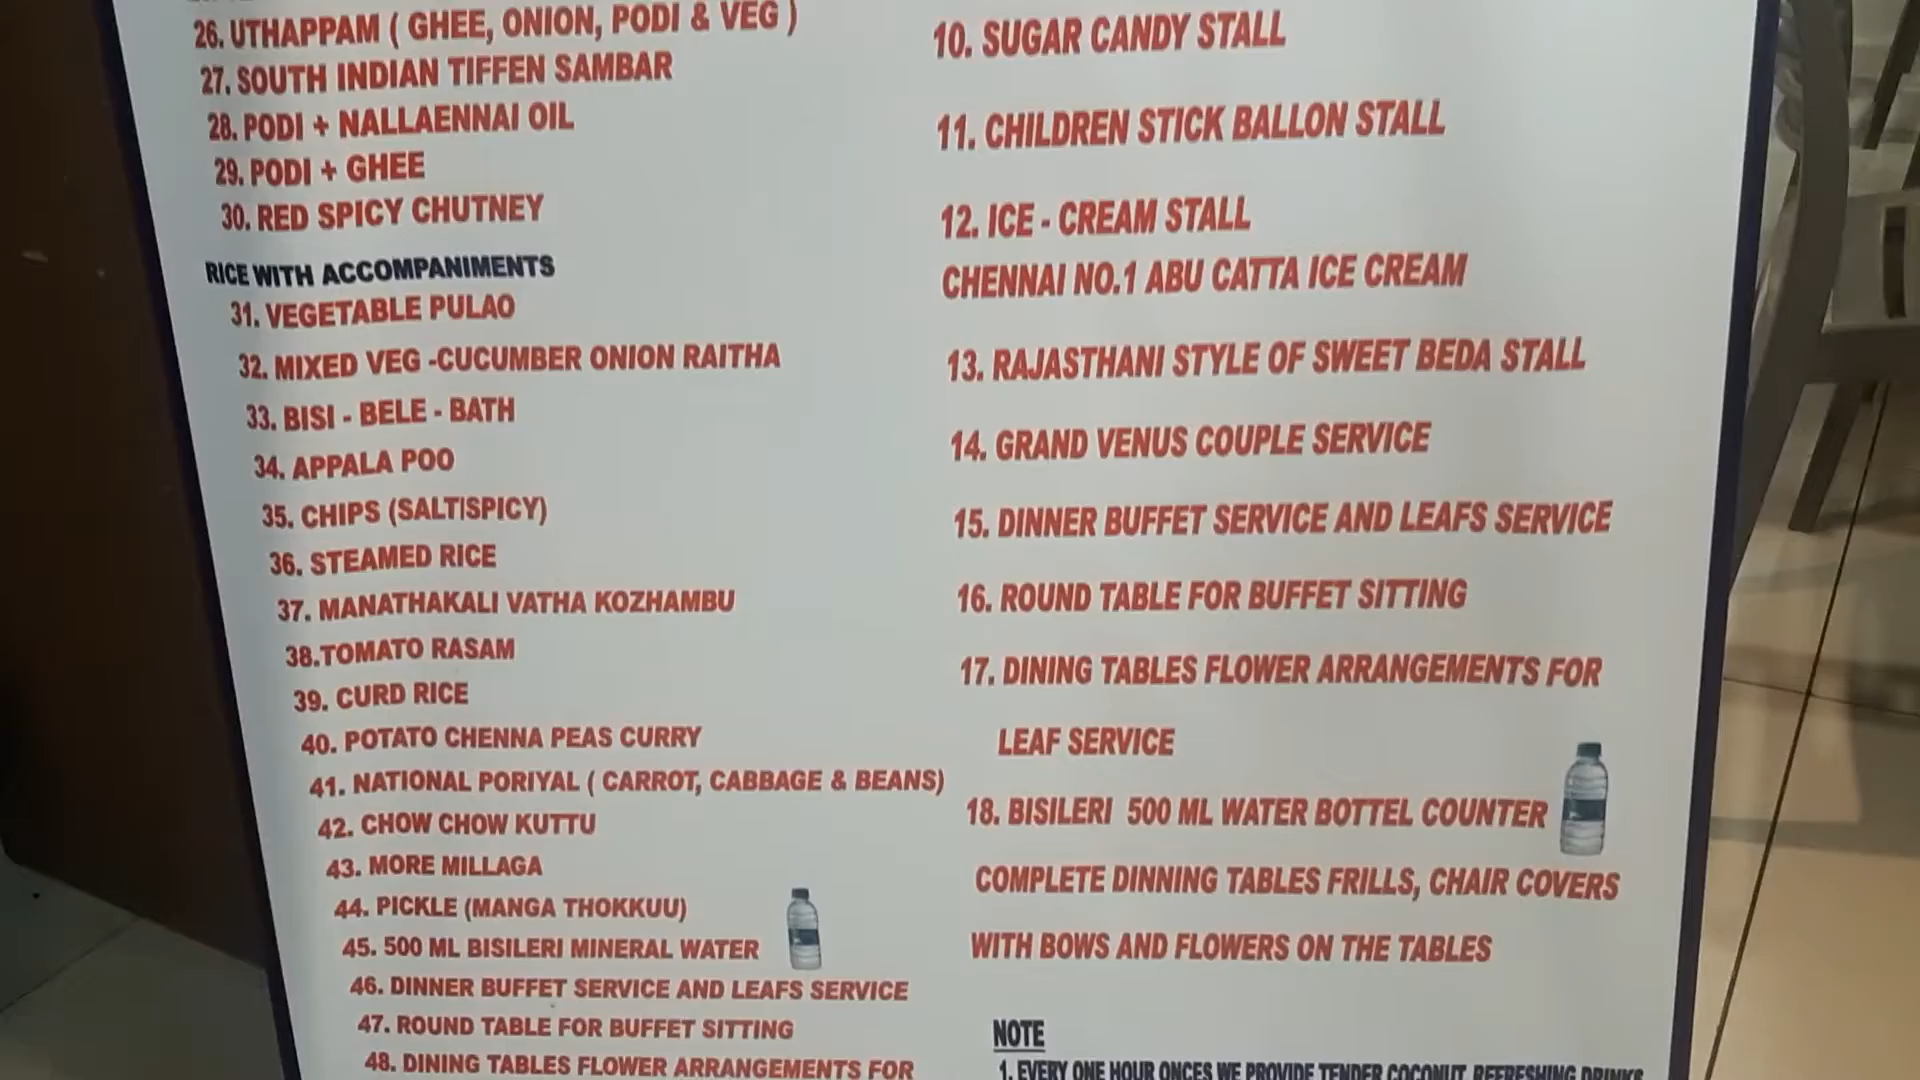 26. UTHAPPAM ( GHEE, ONION, PODI & VEG )
27. SOUTH INDIAN TIFFEN SAMBAR
28. PODI + NALLAENNAI OIL
29. PODI + GHEE
30. RED SPICY CHUTNEY
RICE WITH ACCOMPANIMENTS
31. VEGETABLE PULAO
32. MIXED VEG -CUCUMBER ONION RAITHA
33. BISI - BELE - BATH
34. APPALA POO
35. CHIPS (SALTISPICY)
36. STEAMED RICE
37. MANATHAKALI VATHA KOZHAMBU
38.TOMATO RASAM
39. CURD RICE
40. POTATO CHENNA PEAS CURRY
41. NATIONAL PORIYAL ( CARROT, CABBAGE & BEANS)
42. CHOW CHOW KUTTU
43. MORE MILLAGA
44. PICKLE (MANGA THOKKUU)
45. 500 ML BISILERI MINERAL WATER
46. DINNER BUFFET SERVICE AND LEAFS SERVICE
47. ROUND TABLE FOR BUFFET SITTING
48. DINING TABLES FLOWER ARRANGEMENTS FOR
10. SUGAR CANDY STALL
11. CHILDREN STICK BALLON STALL
12. ICE - CREAM STALL
CHENNAI NO.1 ABU CATTA ICE CREAM
13. RAJASTHANI STYLE OF SWEET BEDA STALL
14. GRAND VENUS COUPLE SERVICE
15. DINNER BUFFET SERVICE AND LEAFS SERVICE
16. ROUND TABLE FOR BUFFET SITTING
17. DINING TABLES FLOWER ARRANGEMENTS FOR
LEAF SERVICE
18. BISILERI 500 ML WATER BOTTEL COUNTER
COMPLETE DINNING TABLES FRILLS, CHAIR COVERS
WITH BOWS AND FLOWERS ON THE TABLES
NOTE
1. EVERY ONE HOUR ONCES WE PROVIDE TENDER COCONUT, REFRESHING DRINKS